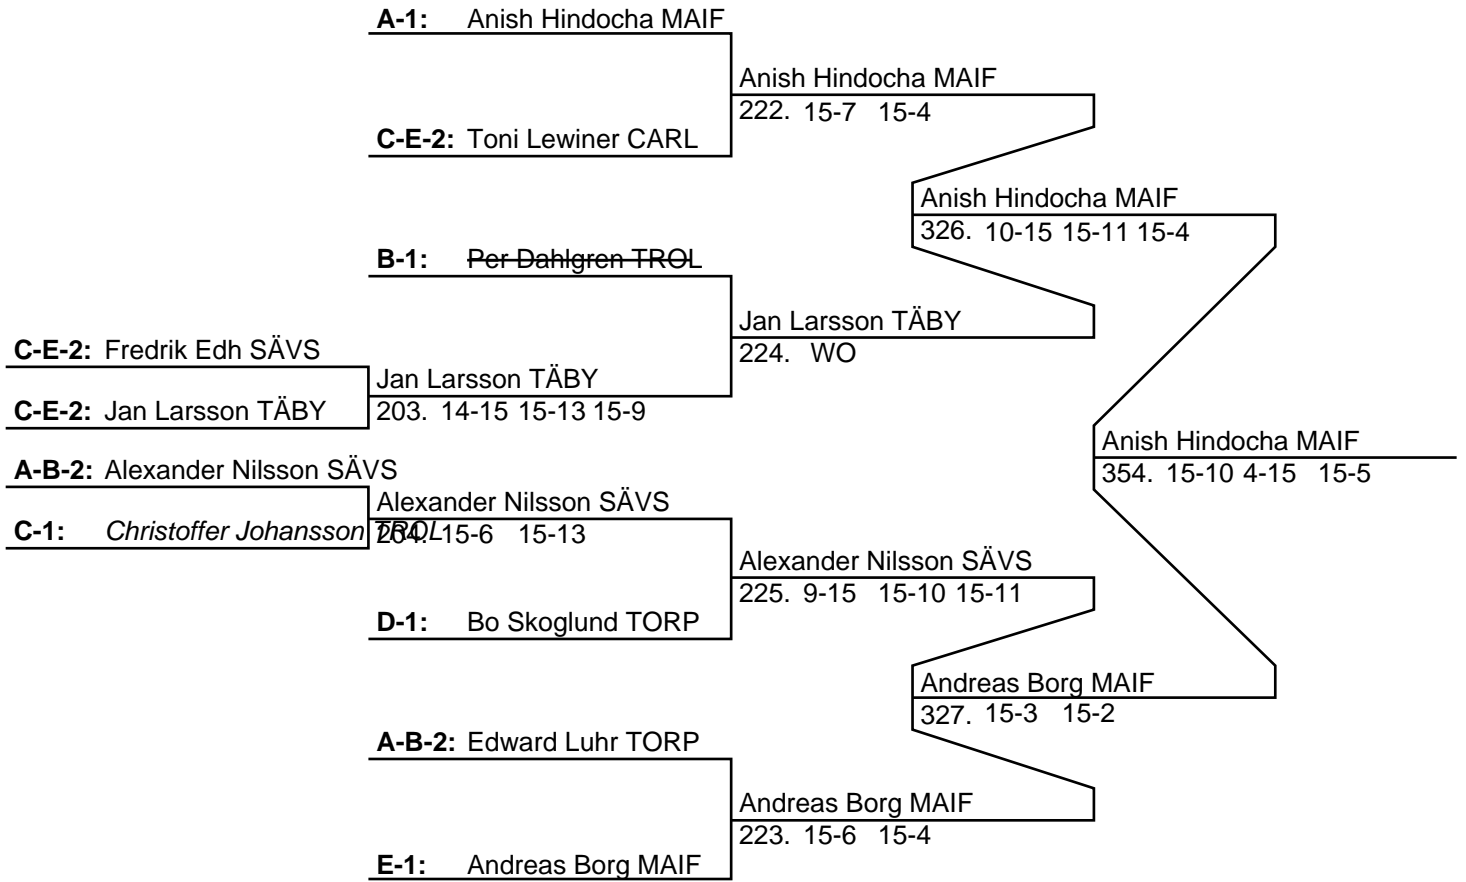 A-1: Anish Hindocha MAIF
Anish Hindocha MAIF
222. 15-7 15-4
C-E-2: Toni Lewiner CARL
Anish Hindocha MAIF
326. 10-15 15-11 15-4
B-1: Per Dahlgren TROL
Jan Larsson TÄBY
224. WO
C-E-2: Fredrik Edh SÄVS
Jan Larsson TÄBY
203. 14-15 15-13 15-9
C-E-2: Jan Larsson TÄBY
Anish Hindocha MAIF
354. 15-10 4-15 15-5
A-B-2: Alexander Nilsson SÄVS
Alexander Nilsson SÄVS
204. 15-6 15-13
C-1: Christoffer Johansson TROL
Alexander Nilsson SÄVS
225. 9-15 15-10 15-11
D-1: Bo Skoglund TORP
Andreas Borg MAIF
327. 15-3 15-2
A-B-2: Edward Luhr TORP
Andreas Borg MAIF
223. 15-6 15-4
E-1: Andreas Borg MAIF